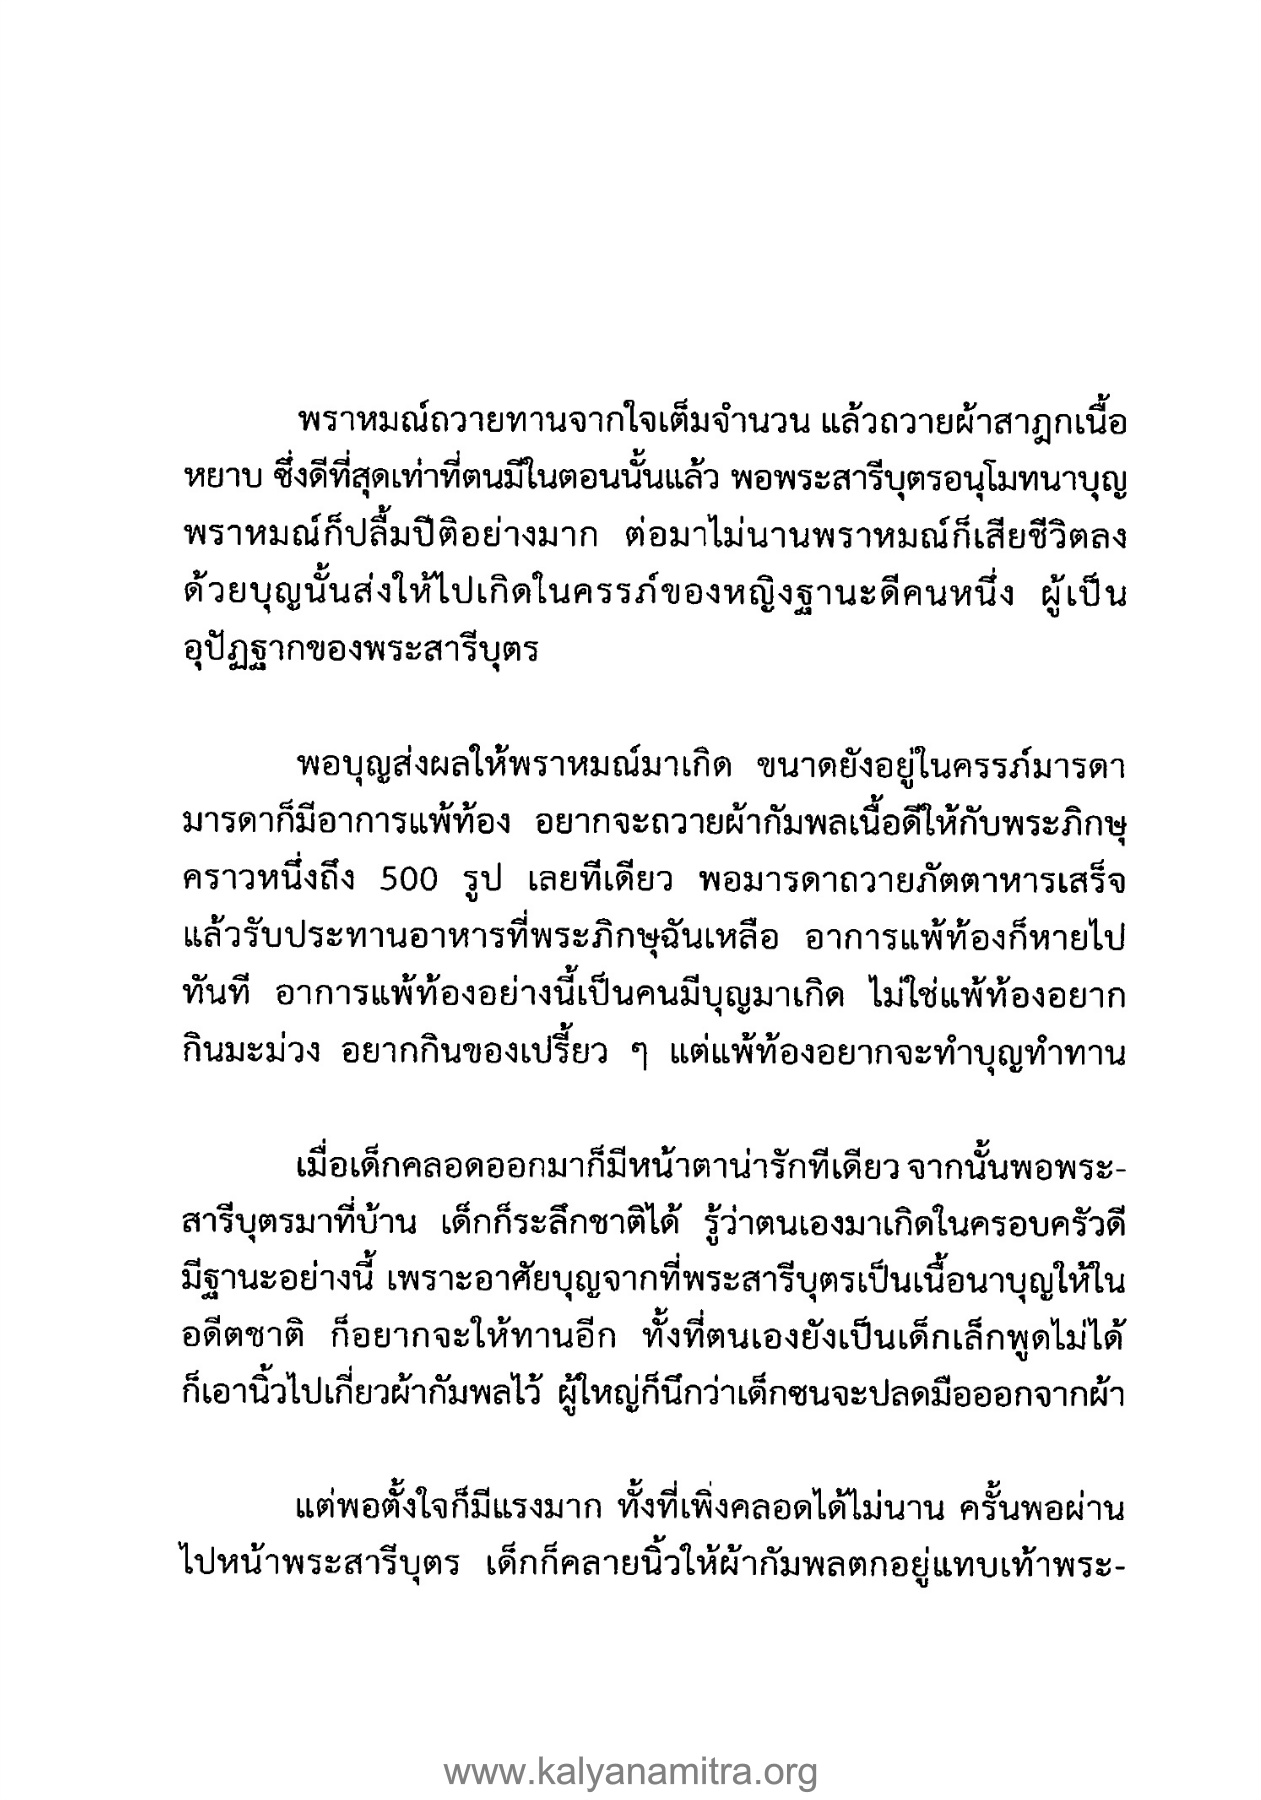 พราหมณ์ถวายทานจากใจเต็มจำนวน แล้วถวายผ้าสาฎกเนื้อ
หยาบ ซึ่งดีที่สุดเท่าที่ตนมีในตอนนั้นแล้ว พอพระสารีบุตรอนุโมทนาบุญ
พราหมณ์ก็ปลื้มปีติอย่างมาก ต่อมาไม่นานพราหมณ์ก็เสียชีวิตลง
ด้วยบุญนั้นส่งให้ไปเกิดในครรภ์ของหญิงฐานะดีคนหนึ่ง ผู้เป็น
อุปัฏฐากของพระสารีบุตร
พอบุญส่งผลให้พราหมณ์มาเกิด ขนาดยังอยู่ในครรภ์มารดา
มารดาก็มีอาการแพ้ท้อง อยากจะถวายผ้ากัมพลเนื้อดีให้กับพระภิกษุ
คราวหนึ่งถึง 500 รูป เลยทีเดียว พอมารดาถวายภัตตาหารเสร็จ
แล้วรับประทานอาหารที่พระภิกษุฉันเหลือ อาการแพ้ท้องก็หายไป
ทันที อาการแพ้ท้องอย่างนี้เป็นคนมีบุญมาเกิด ไม่ใช่แพ้ท้องอยาก
กินมะม่วง อยากกินของเปรี้ยว ๆ แต่แพ้ท้องอยากจะทำบุญทำทาน
เมื่อเด็กคลอดออกมาก็มีหน้าตาน่ารักทีเดียว จากนั้นพอพระ-
สารีบุตรมาที่บ้าน เด็กก็ระลึกชาติได้ รู้ว่าตนเองมาเกิดในครอบครัวดี
มีฐานะอย่างนี้ เพราะอาศัยบุญจากที่พระสารีบุตรเป็นเนื้อนาบุญให้ใน
อดีตชาติ ก็อยากจะให้ทานอีก ทั้งที่ตนเองยังเป็นเด็กเล็กพูดไม่ได้
ก็เอานิ้วไปเกี่ยวผ้ากัมพลไว้ ผู้ใหญ่ก็นึกว่าเด็กซนจะปลดมือออกจากผ้า
แต่พอตั้งใจก็มีแรงมาก ทั้งที่เพิ่งคลอดได้ไม่นาน ครั้นพอผ่าน
ไปหน้าพระสารีบุตร เด็กก็คลายนิ้วให้ผ้ากัมพลตกอยู่แทบเท้าพระ-
www.kalyanamitra.org